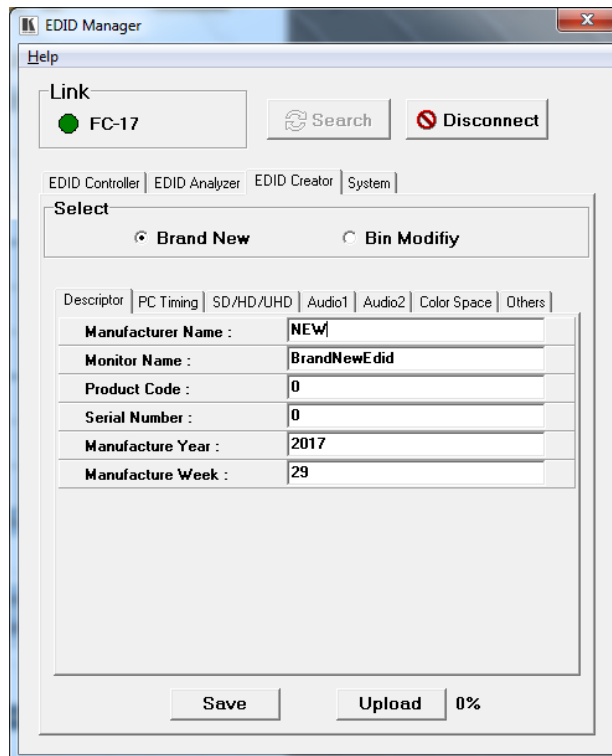 EDID Manager
Help
Link
FC-17
Search
Disconnect
EDID Controller EDID Analyzer EDID Creator System
Select
Brand New Bin Modifiy
Descriptor PC Timing SD/HD/UHD Audio1 Audio2 Color Space Others
Manufacturer Name : NEW
Monitor Name : BrandNewEdid
Product Code : 0
Serial Number : 0
Manufacture Year : 2017
Manufacture Week : 29
Save Upload 0%